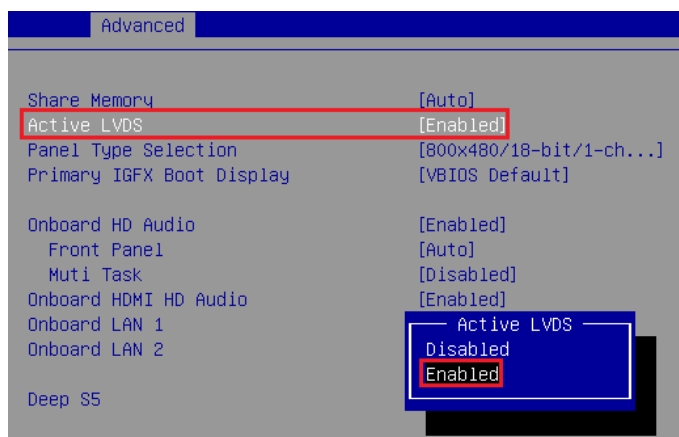 Advanced
Share Memory [Auto]
Active LVDS [Enabled]
Panel Type Selection [800x480/18-bit/1-ch...]
Primary IGFX Boot Display [VBIOS Default]
Onboard HD Audio [Enabled]
Front Panel [Auto]
Muti Task [Disabled]
Onboard HDMI HD Audio [Enabled]
Onboard LAN 1
Onboard LAN 2
Deep S5
Active LVDS
Disabled
Enabled